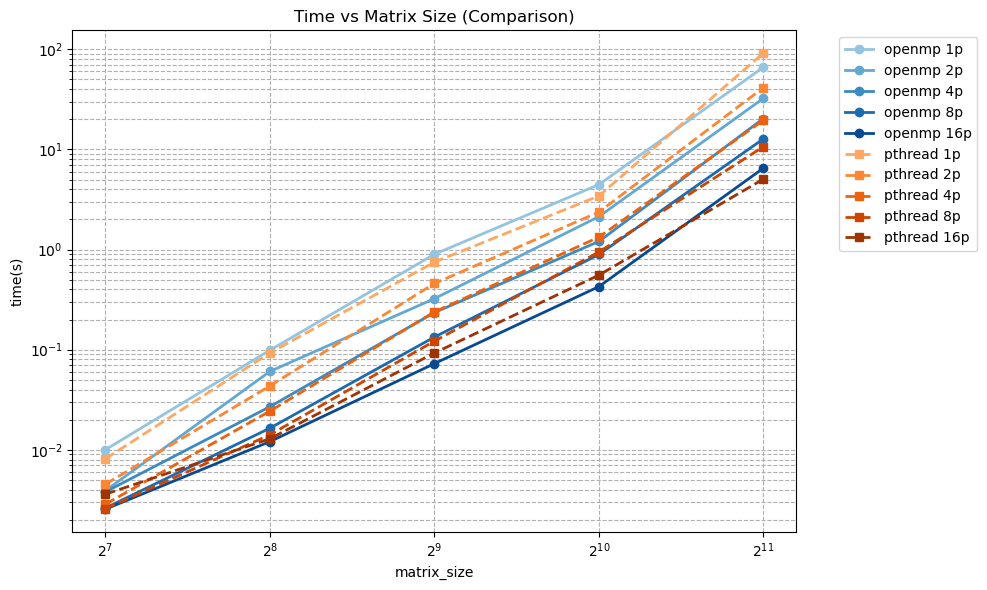 Time vs Matrix Size (Comparison)
10²
10¹
10⁰
10⁻¹
10⁻²
time(s)
2⁷ 2⁸ 2⁹ 2¹⁰ 2¹¹
matrix_size
openmp 1p
openmp 2p
openmp 4p
openmp 8p
openmp 16p
pthread 1p
pthread 2p
pthread 4p
pthread 8p
pthread 16p